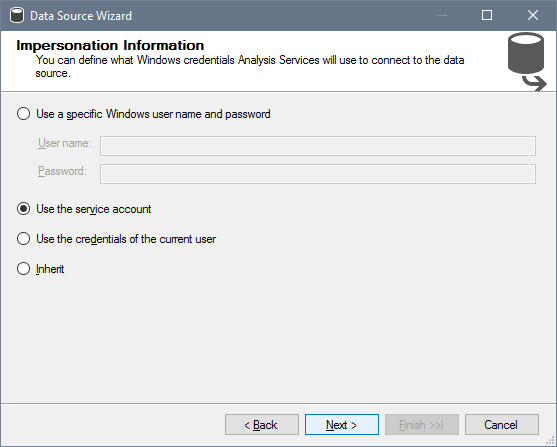 Data Source Wizard
Impersonation Information
You can define what Windows credentials Analysis Services will use to connect to the data
source.
Use a specific Windows user name and password
User name:
Password:
Use the service account
Use the credentials of the current user
Inherit
< Back
Next >
Finish >>|
Cancel